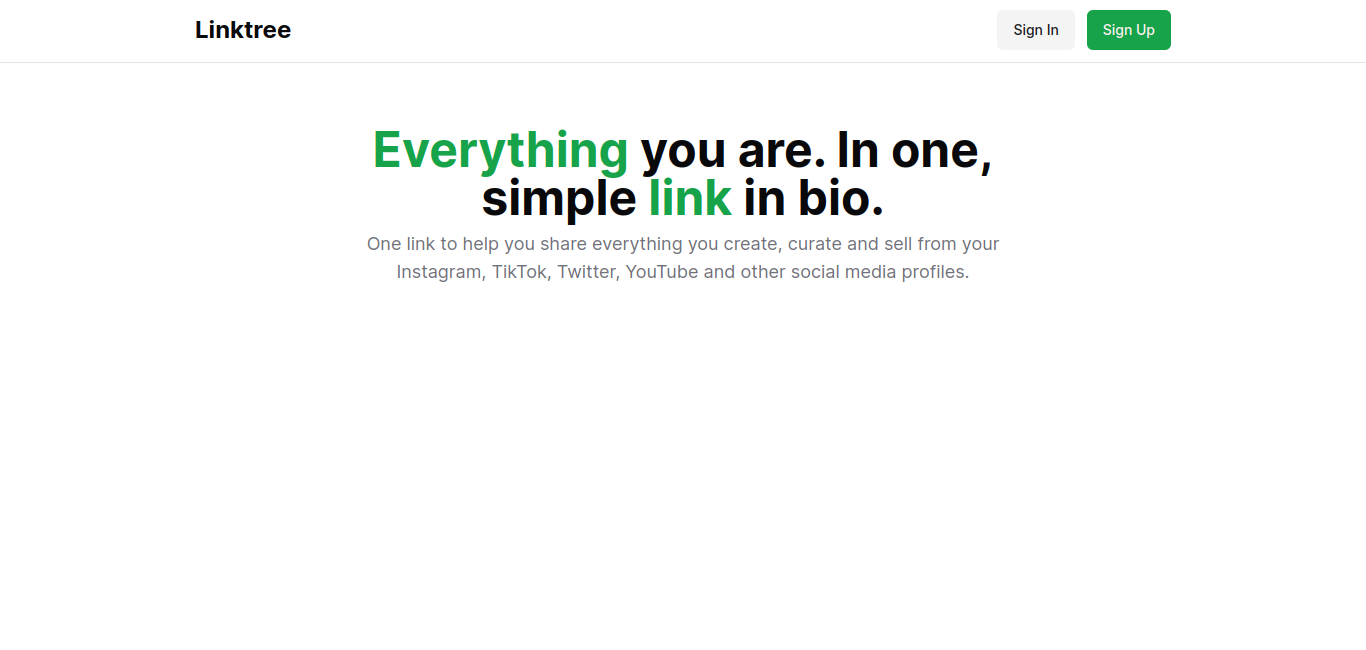 Linktree
Sign In
Sign Up
Everything you are. In one,
simple link in bio.
One link to help you share everything you create, curate and sell from your
Instagram, TikTok, Twitter, YouTube and other social media profiles.